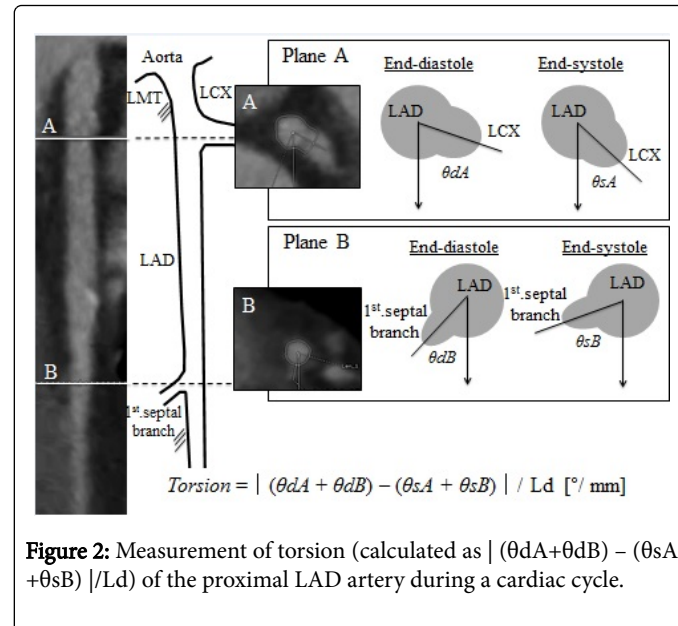 Aorta
LMT
LCX
A
LAD
B
1st.septal
branch
A
B
Plane A
End-diastole
End-systole
LAD
LCX
θdA
LAD
LCX
θsA
Plane B
End-diastole
End-systole
LAD
1st.septal
branch
θdB
LAD
1st.septal
branch
θsB
Torsion = | (θdA + θdB) – (θsA + θsB) | / Ld [°/ mm]
Figure 2: Measurement of torsion (calculated as | (θdA+θdB) – (θsA
+θsB) |/Ld) of the proximal LAD artery during a cardiac cycle.